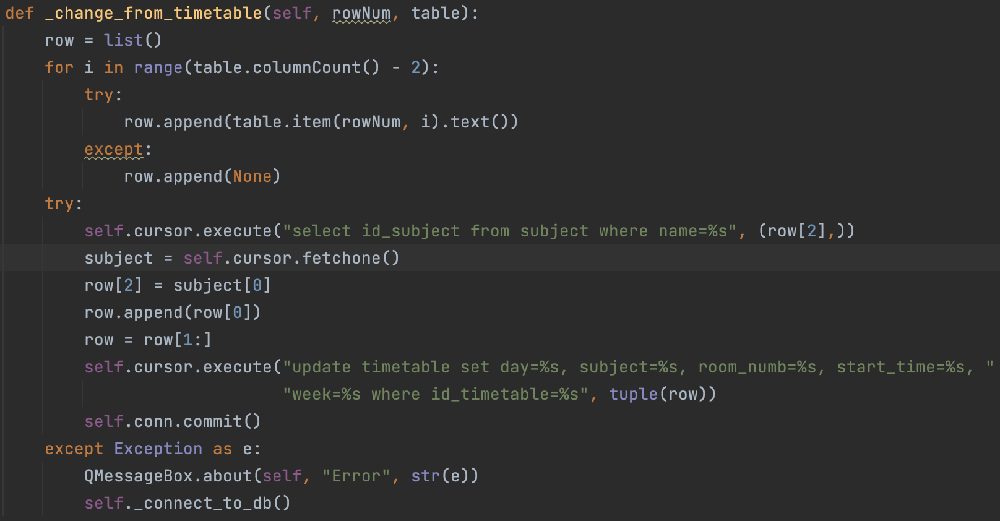 def _change_from_timetable(self, rowNum, table):
    row = list()
    for i in range(table.columnCount() - 2):
        try:
            row.append(table.item(rowNum, i).text())
        except:
            row.append(None)
    try:
        self.cursor.execute("select id_subject from subject where name=%s", (row[2],))
        subject = self.cursor.fetchone()
        row[2] = subject[0]
        row.append(row[0])
        row = row[1:]
        self.cursor.execute("update timetable set day=%s, subject=%s, room_numb=%s, start_time=%s, "
                            "week=%s where id_timetable=%s", tuple(row))
        self.conn.commit()
    except Exception as e:
        QMessageBox.about(self, "Error", str(e))
        self._connect_to_db()